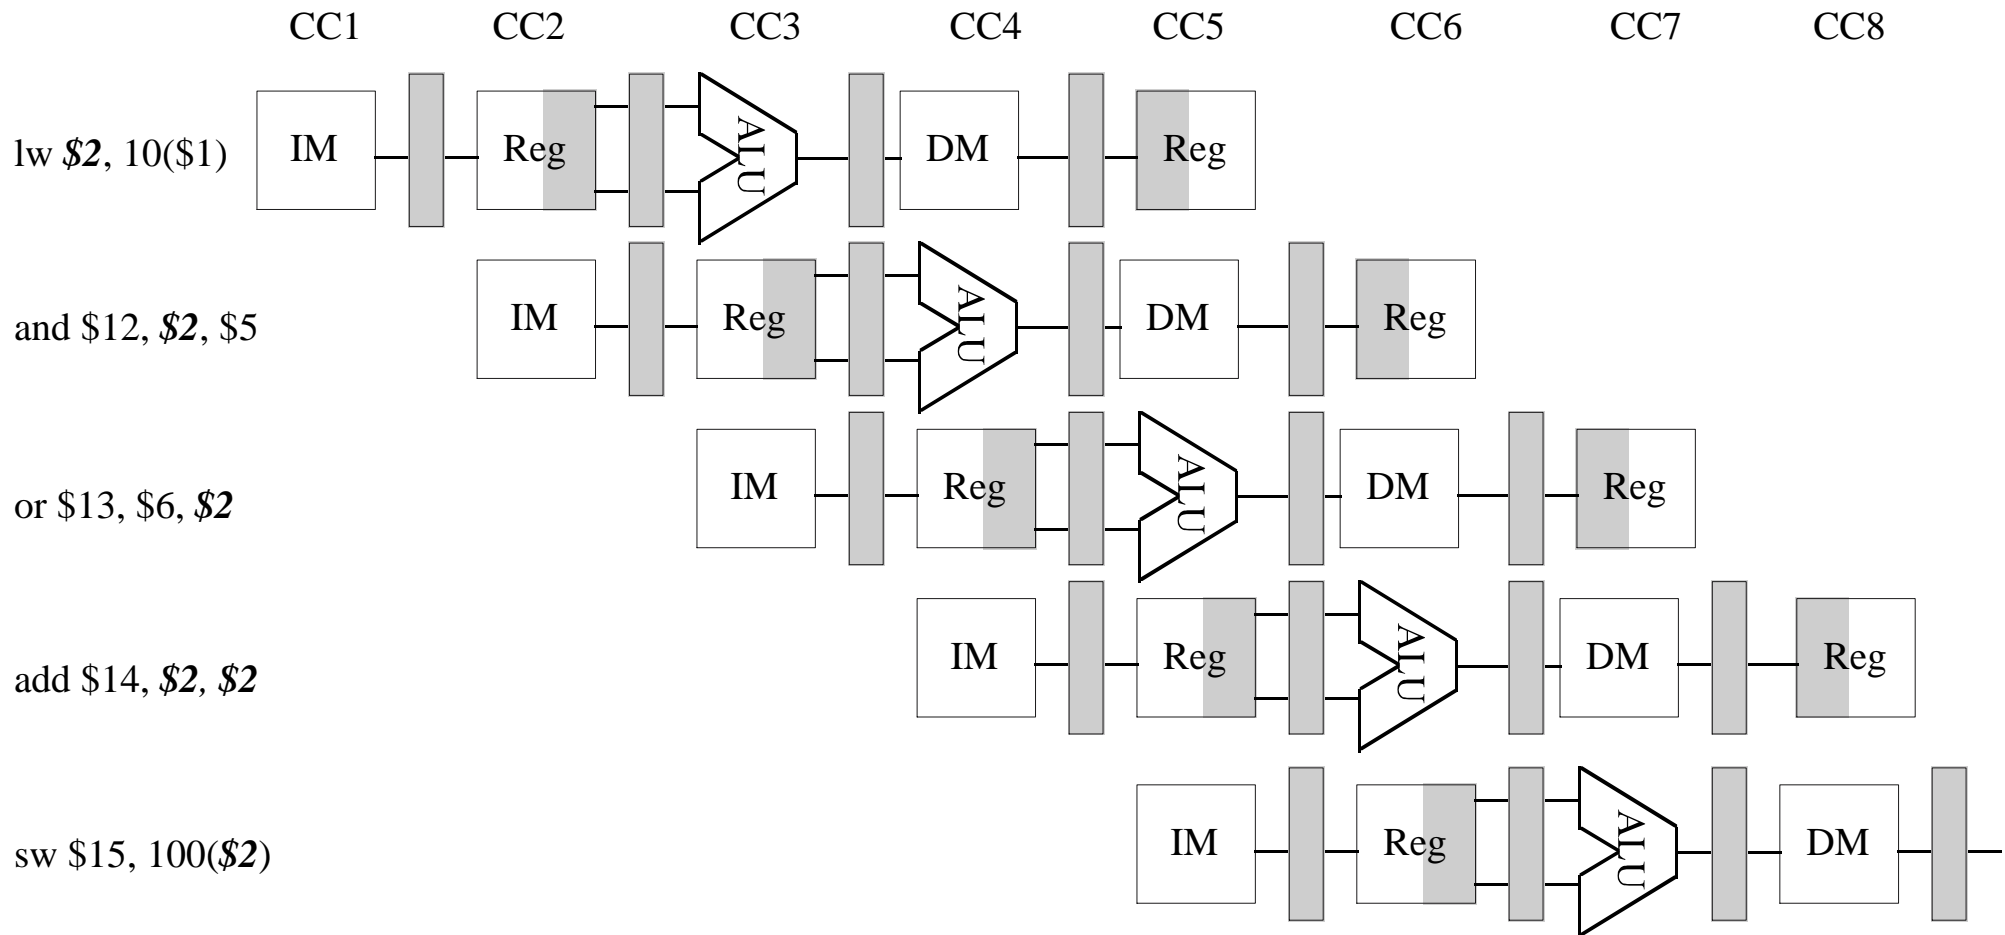 CC1 CC2 CC3 CC4 CC5 CC6 CC7 CC8
lw $2, 10($1) IM Reg ALU DM Reg
and $12, $2, $5 IM Reg ALU DM Reg
or $13, $6, $2 IM Reg ALU DM Reg
add $14, $2, $2 IM Reg ALU DM Reg
sw $15, 100($2) IM Reg ALU DM